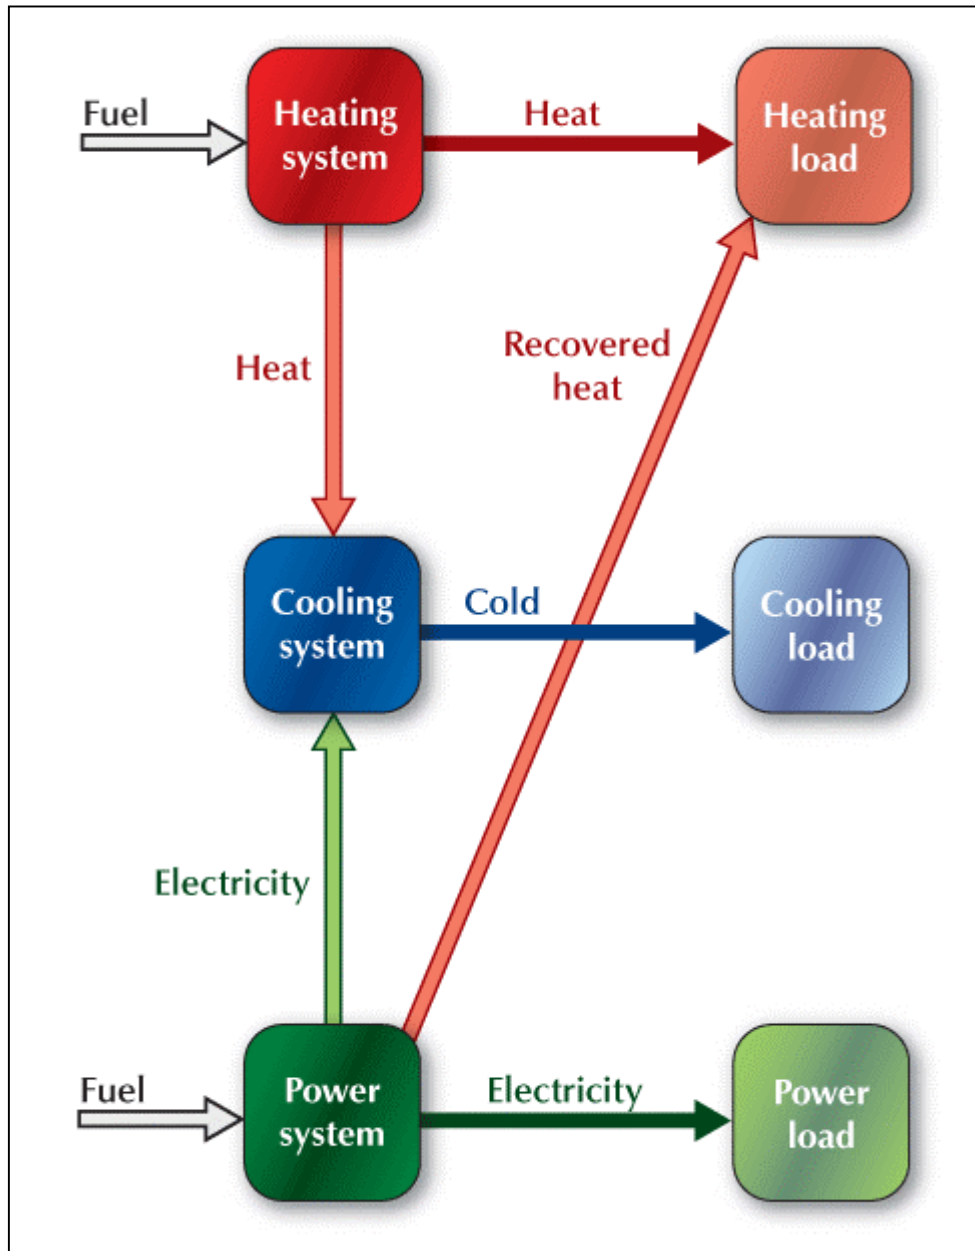 Fuel
Heating
system
Heat
Heating
load
Heat
Recovered
heat
Cooling
system
Cold
Cooling
load
Electricity
Fuel
Power
system
Electricity
Power
load